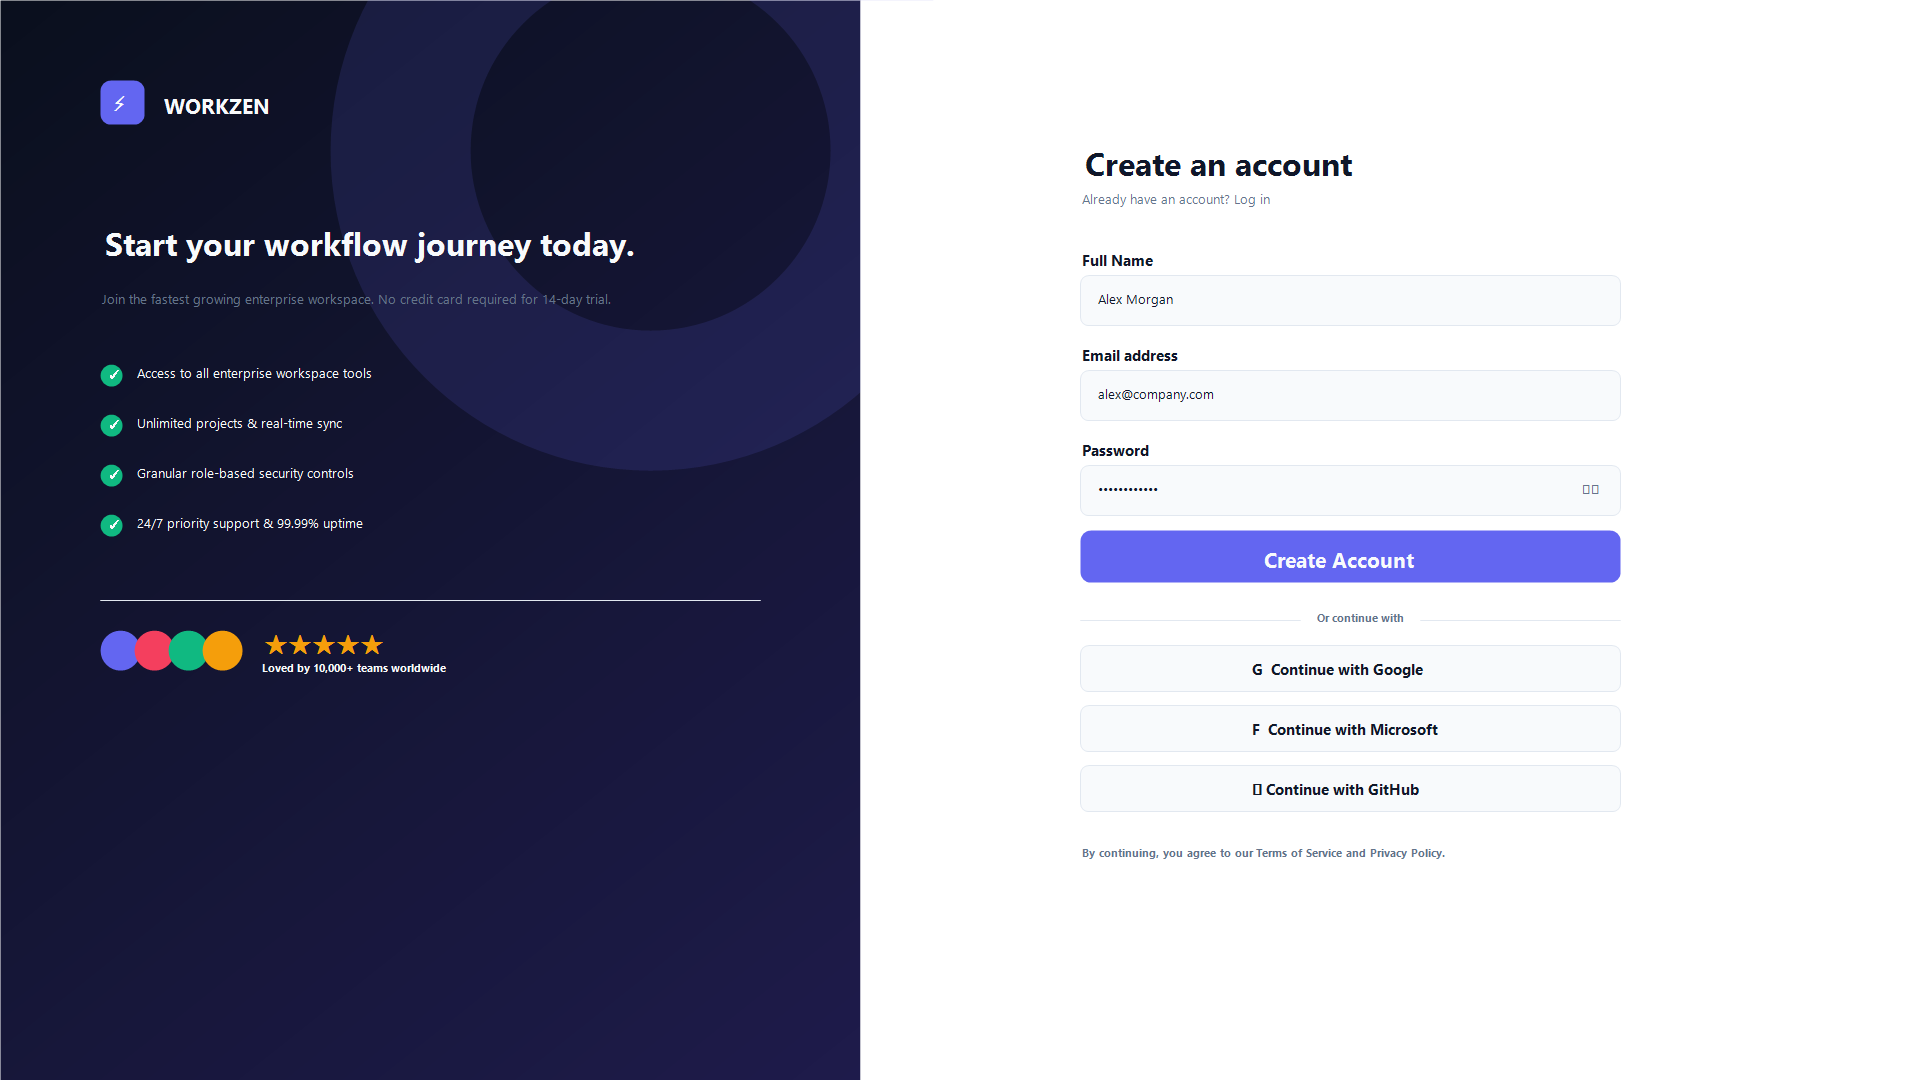 WORKZEN
Start your workflow journey today.
Join the fastest growing enterprise workspace. No credit card required for 14-day trial.
✓ Access to all enterprise workspace tools
✓ Unlimited projects & real-time sync
✓ Granular role-based security controls
✓ 24/7 priority support & 99.99% uptime
★★★★★
Loved by 10,000+ teams worldwide
Create an account
Already have an account? Log in
Full Name
Alex Morgan
Email address
alex@company.com
Password
••••••••••••
Create Account
Or continue with
G Continue with Google
F Continue with Microsoft
Continue with GitHub
By continuing, you agree to our Terms of Service and Privacy Policy.